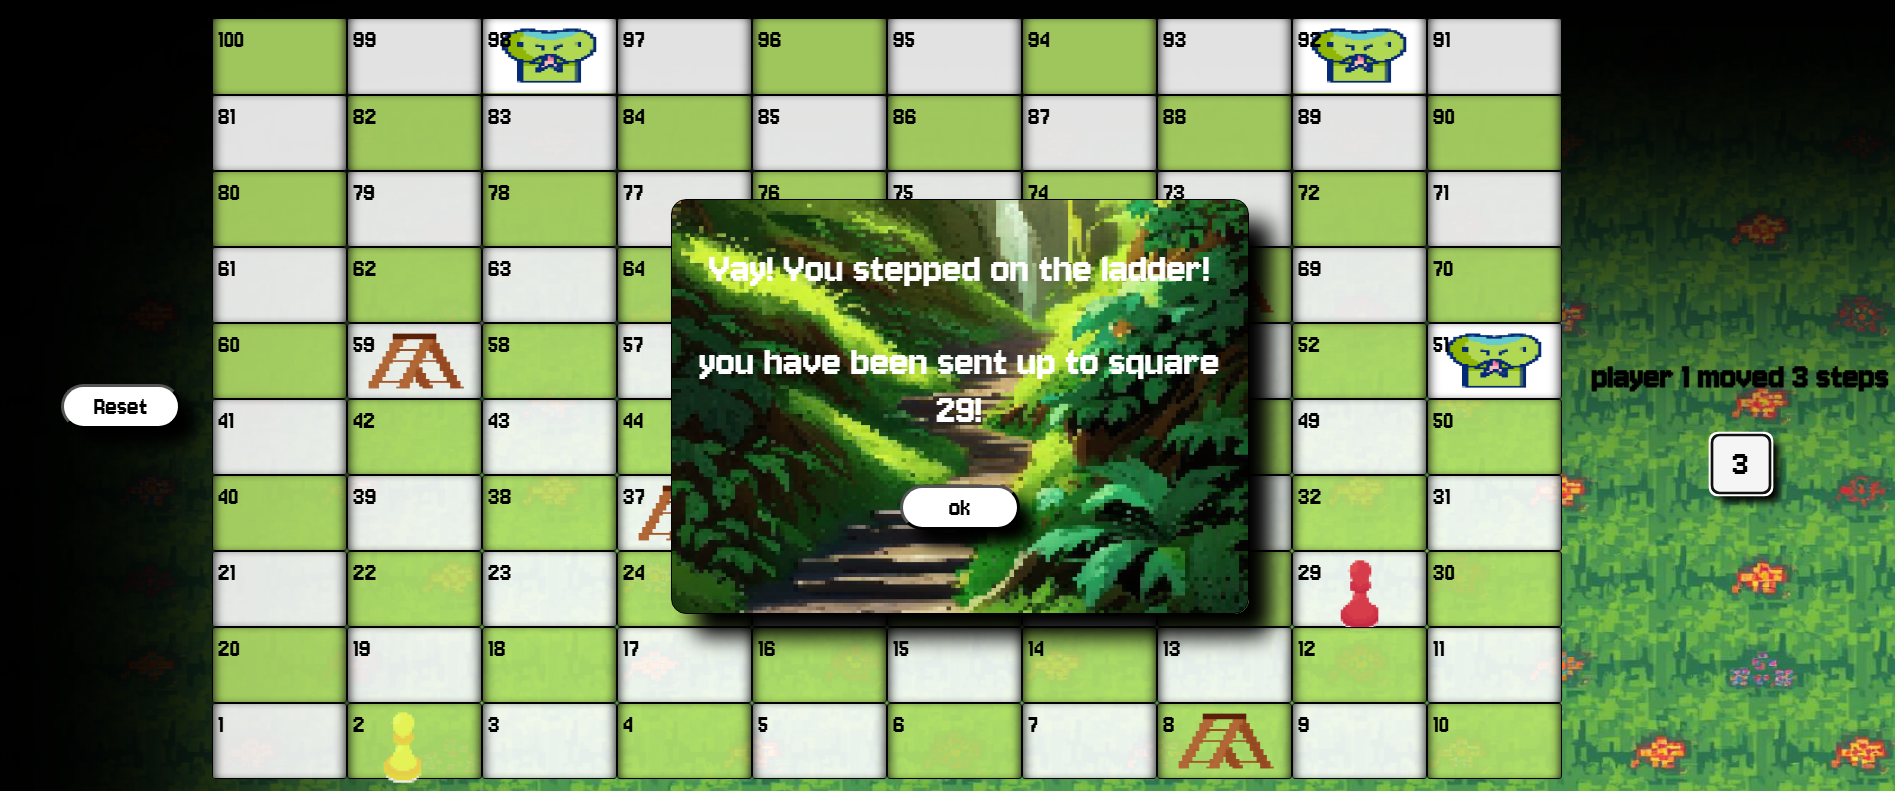 100 99 98 97 96 95 94 93 92 91
81 82 83 84 85 86 87 88 89 90
80 79 78 77 76 75 74 73 72 71
61 62 63 64 69 70
Yay! You stepped on the ladder!
60 59 58 57 52 51
you have been sent up to square
29!
player 1 moved 3 steps
Reset
41 42 43 44 49 50
3
40 39 38 37 32 31
ok
21 22 23 24 29 30
20 19 18 17 16 15 14 13 12 11
1 2 3 4 5 6 7 8 9 10